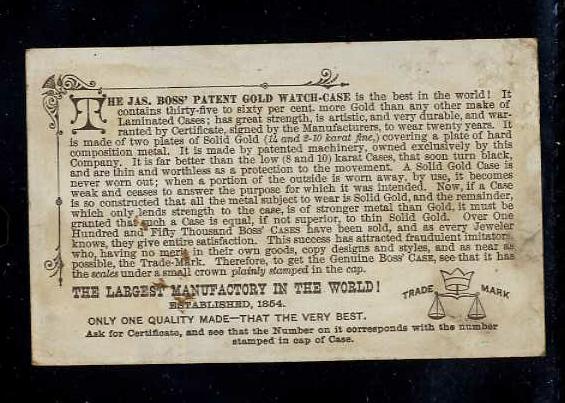 THE JAS. BOSS' PATENT GOLD WATCH-CASE is the best in the world! It
contains thirty-five to sixty per cent. more Gold than any other make of
Laminated Cases; has great strength, is artistic, and very durable, and war-
ranted by Certificate, signed by the Manufacturers, to wear twenty years. It
is made of two plates of Solid Gold (14 and 2-10 karat fine,) covering a plate of hard
composition metal. It is made by patented machinery, owned exclusively by this
Company. It is far better than the low (8 and 10) karat Cases, that soon turn black,
and are thin and worthless as a protection to the movement. A Solid Gold Case is
never worn out; when a portion of the outside is worn away, by use, it becomes
weak and ceases to answer the purpose for which it was intended. Now, if a Case
is so constructed that all the metal subject to wear is Solid Gold, and the remainder,
which only lends strength to the case, is of stronger metal than Gold, it must be
granted that such a Case is equal, if not superior, to thin Solid Gold. Over One
Hundred and Fifty Thousand Boss' CASES have been sold, and as every Jeweler
knows, they give entire satisfaction. This success has attracted fraudulent imitators
who, having no merit in their own goods, copy designs and styles, and as near as
possible, the Trade-Mark. Therefore, to get the Genuine Boss' CASE, see that it has
the scales under a small crown plainly stamped in the cap.
THE LARGEST MANUFACTORY IN THE WORLD!
ESTABLISHED, 1854.
TRADE MARK
ONLY ONE QUALITY MADE—THAT THE VERY BEST.
Ask for Certificate, and see that the Number on it corresponds with the number
stamped in cap of Case.